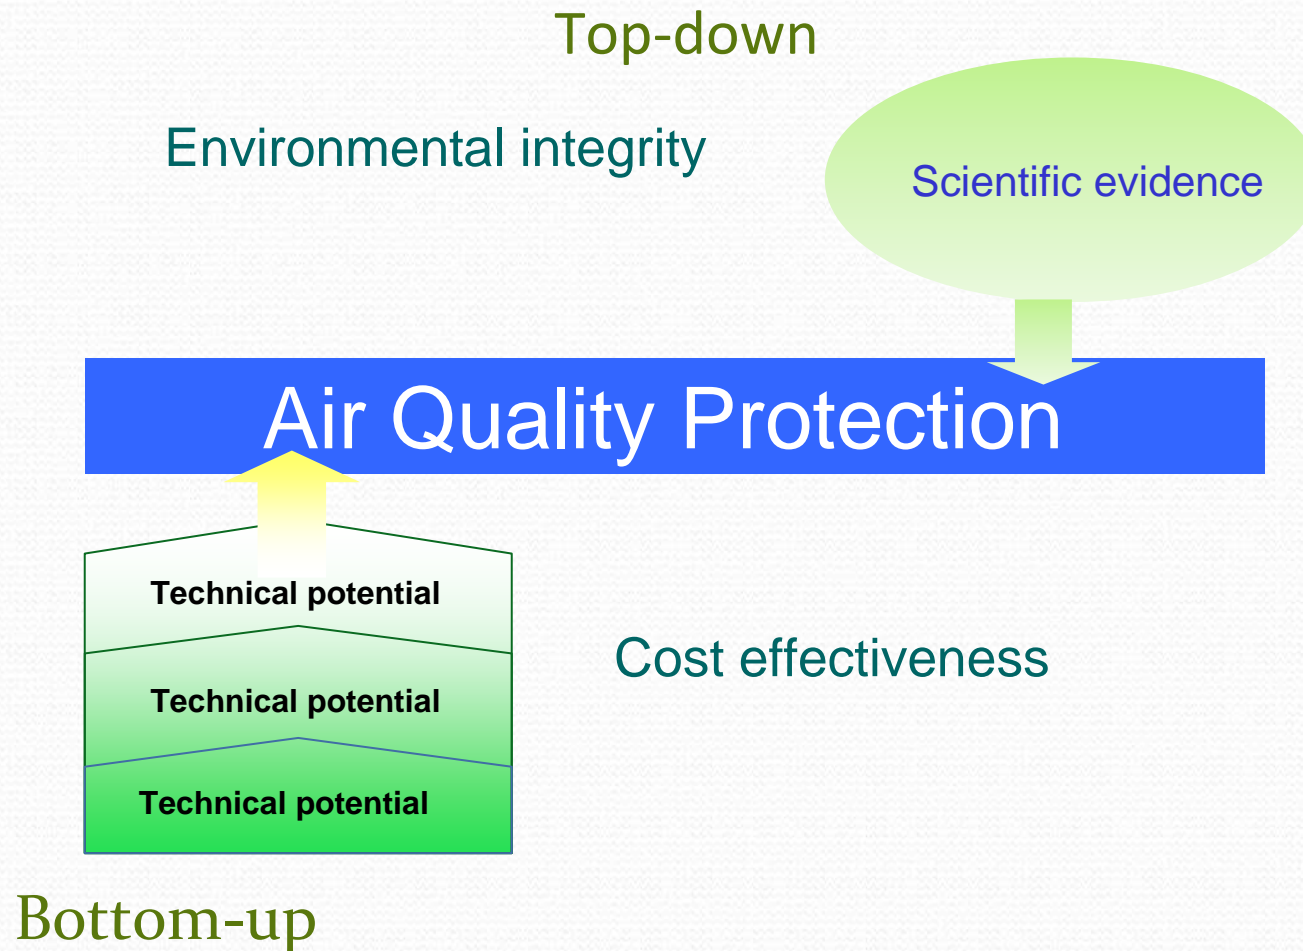 Top-down
Environmental integrity
Scientific evidence
Air Quality Protection
Technical potential
Cost effectiveness
Technical potential
Technical potential
Bottom-up